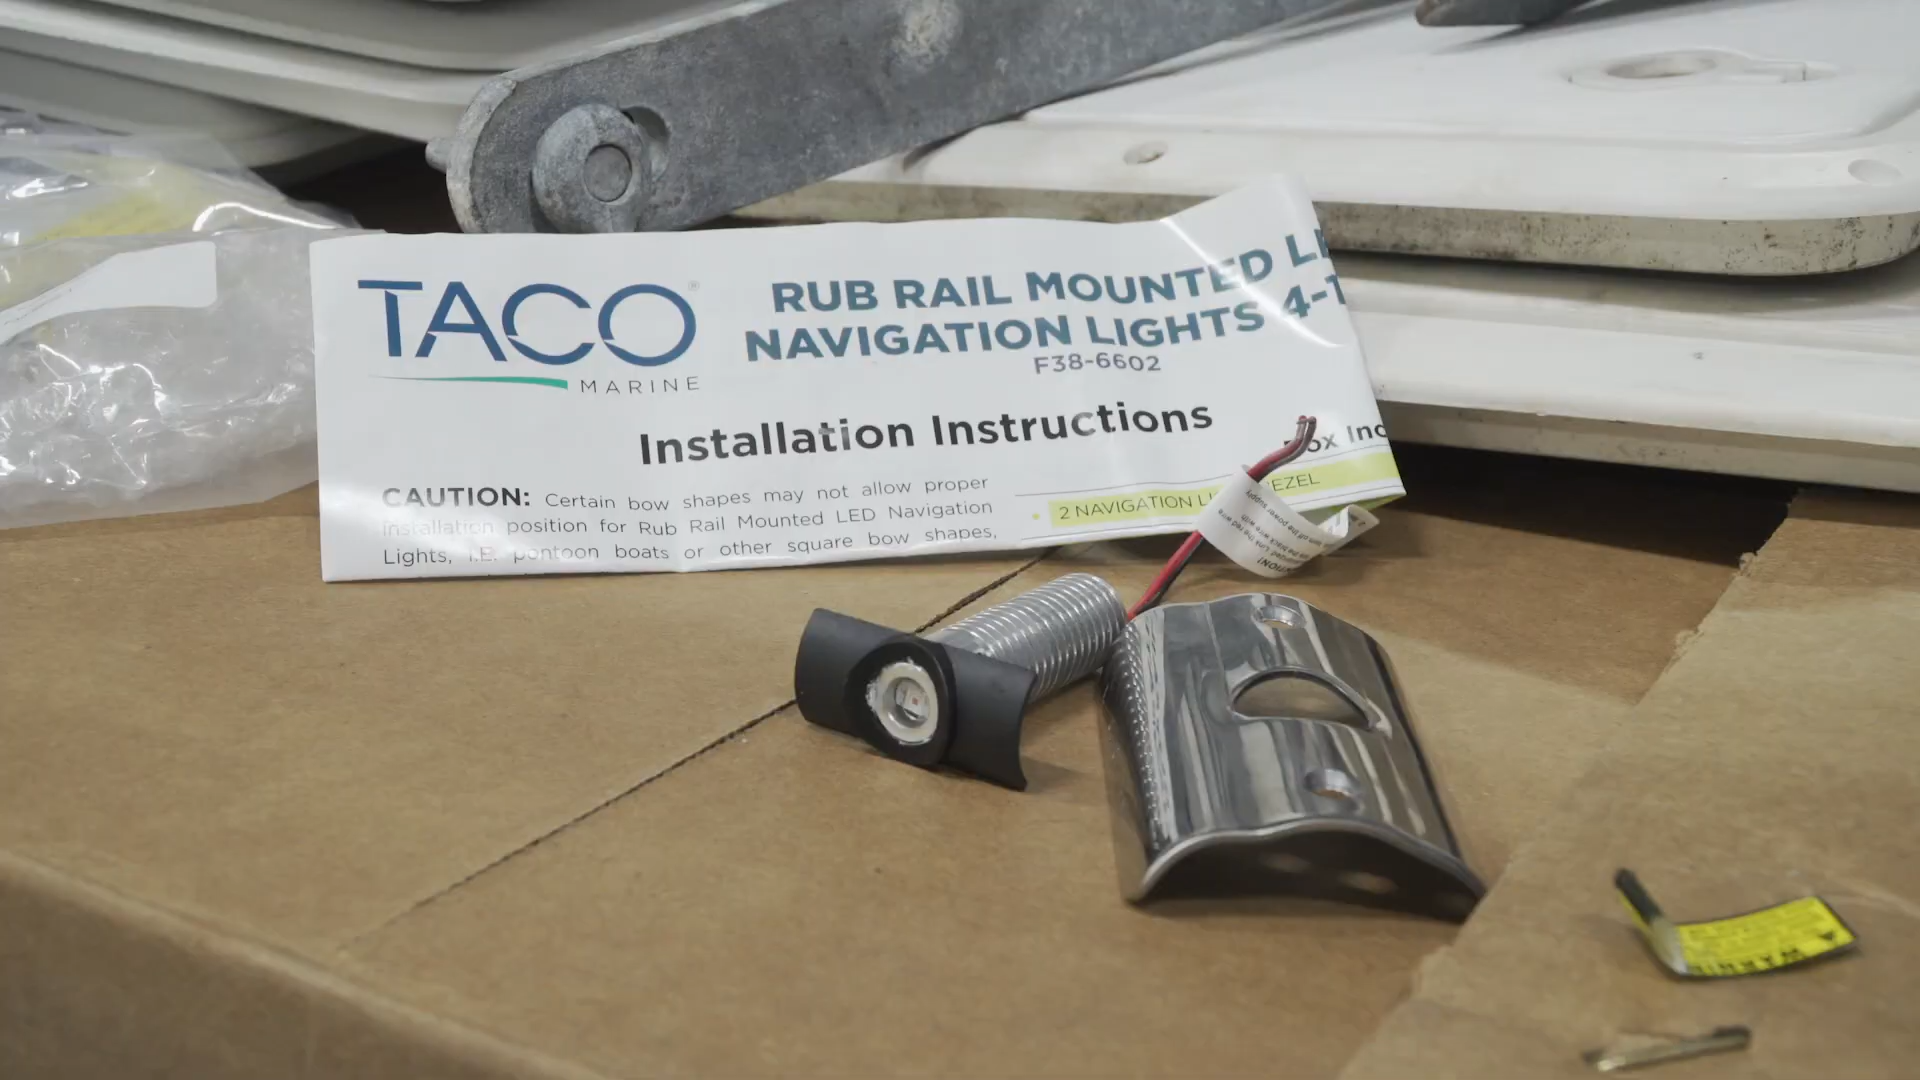 TACO®
MARINE
RUB RAIL MOUNTED
NAVIGATION LIGHTS 4-1
F38-6602
Installation Instructions
CAUTION: Certain bow shapes may not allow proper
installation position for Rub Rail Mounted LED Navigation
Lights, I.E. pontoon boats or other square bow shapes,
• 2 NAVIGATION